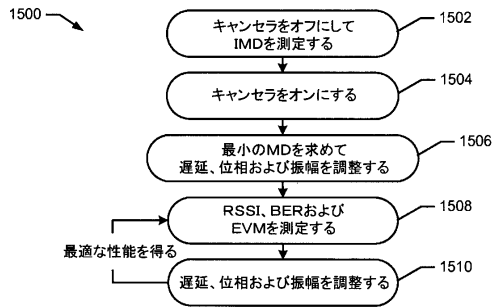 1500
キャンセラをオフにして
IMDを測定する
1502
キャンセラをオンにする
1504
最小のMDを求めて
遅延、位相および振幅を調整する
1506
RSSI、BERおよび
EVMを測定する
1508
最適な性能を得る
遅延、位相および振幅を調整する
1510